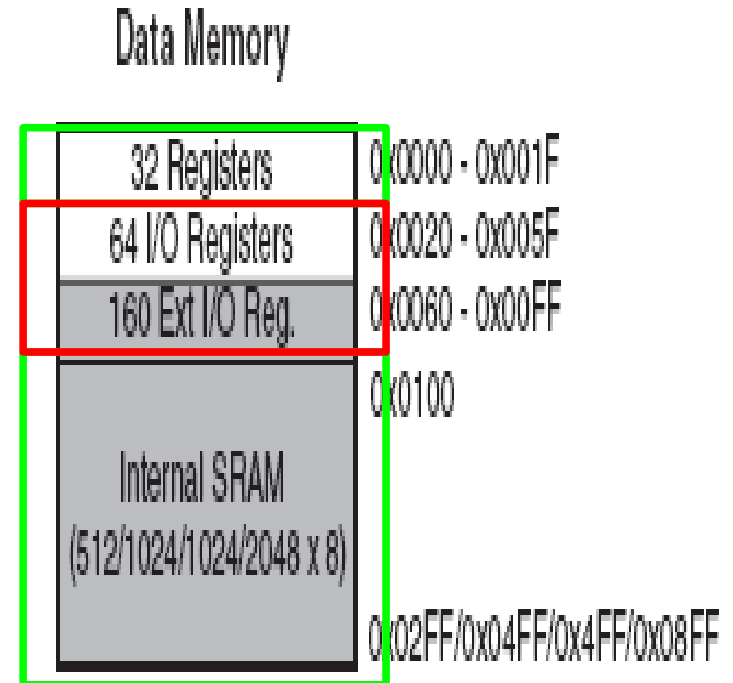 Data Memory
32 Registers 0x0000 - 0x001F
64 I/O Registers 0x0020 - 0x005F
160 Ext I/O Reg. 0x0060 - 0x00FF
0x0100
Internal SRAM
(512/1024/1024/2048 x 8)
0x02FF/0x04FF/0x4FF/0x08FF